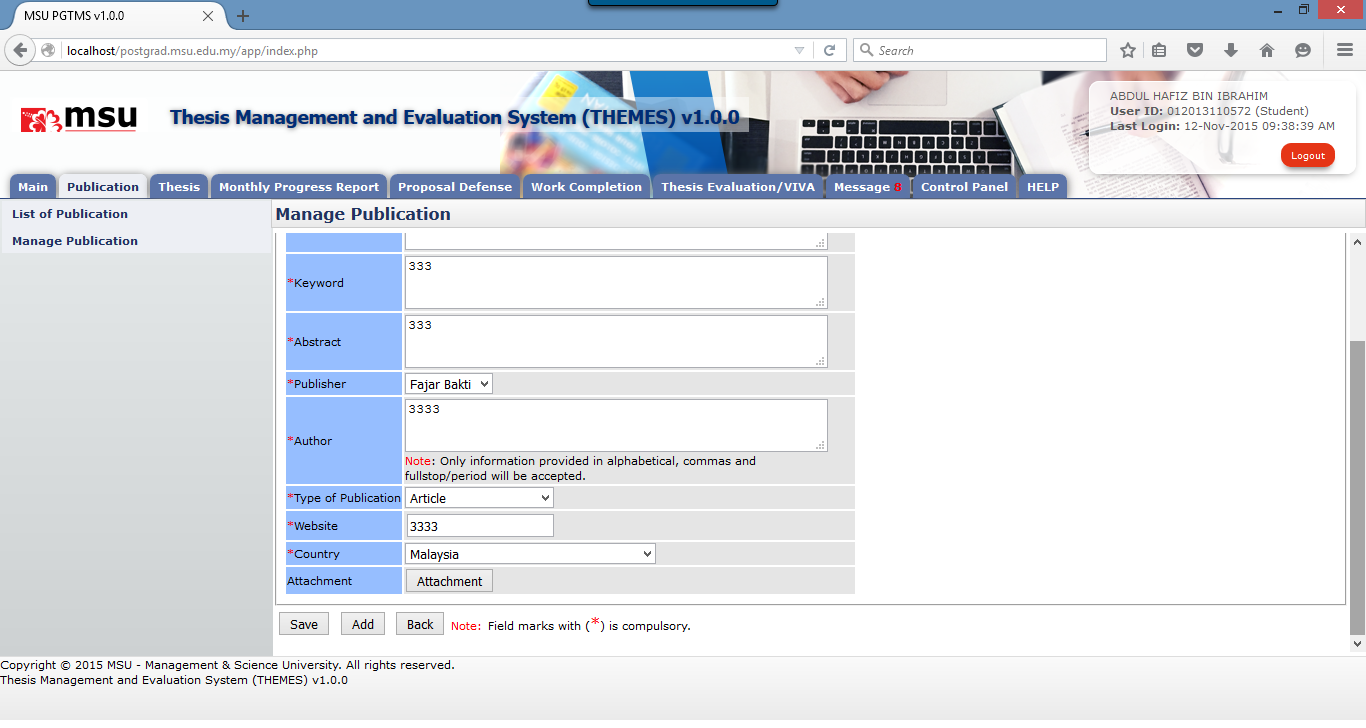 MSU PGTMS v1.0.0
localhost/postgrad.msu.edu.my/app/index.php
Search
msu
Thesis Management and Evaluation System (THEMES) v1.0.0
ABDUL HAFIZ BIN IBRAHIM
User ID: 012013110572 (Student)
Last Login: 12-Nov-2015 09:38:39 AM
Logout
Main Publication Thesis Monthly Progress Report Proposal Defense Work Completion Thesis Evaluation/VIVA Message 8 Control Panel HELP
List of Publication
Manage Publication
Manage Publication
*Keyword
333
*Abstract
333
*Publisher Fajar Bakti
*Author
3333
Note: Only information provided in alphabetical, commas and
fullstop/period will be accepted.
*Type of Publication Article
*Website 3333
*Country Malaysia
Attachment Attachment
Save Add Back Note: Field marks with (*) is compulsory.
Copyright © 2015 MSU - Management & Science University. All rights reserved.
Thesis Management and Evaluation System (THEMES) v1.0.0